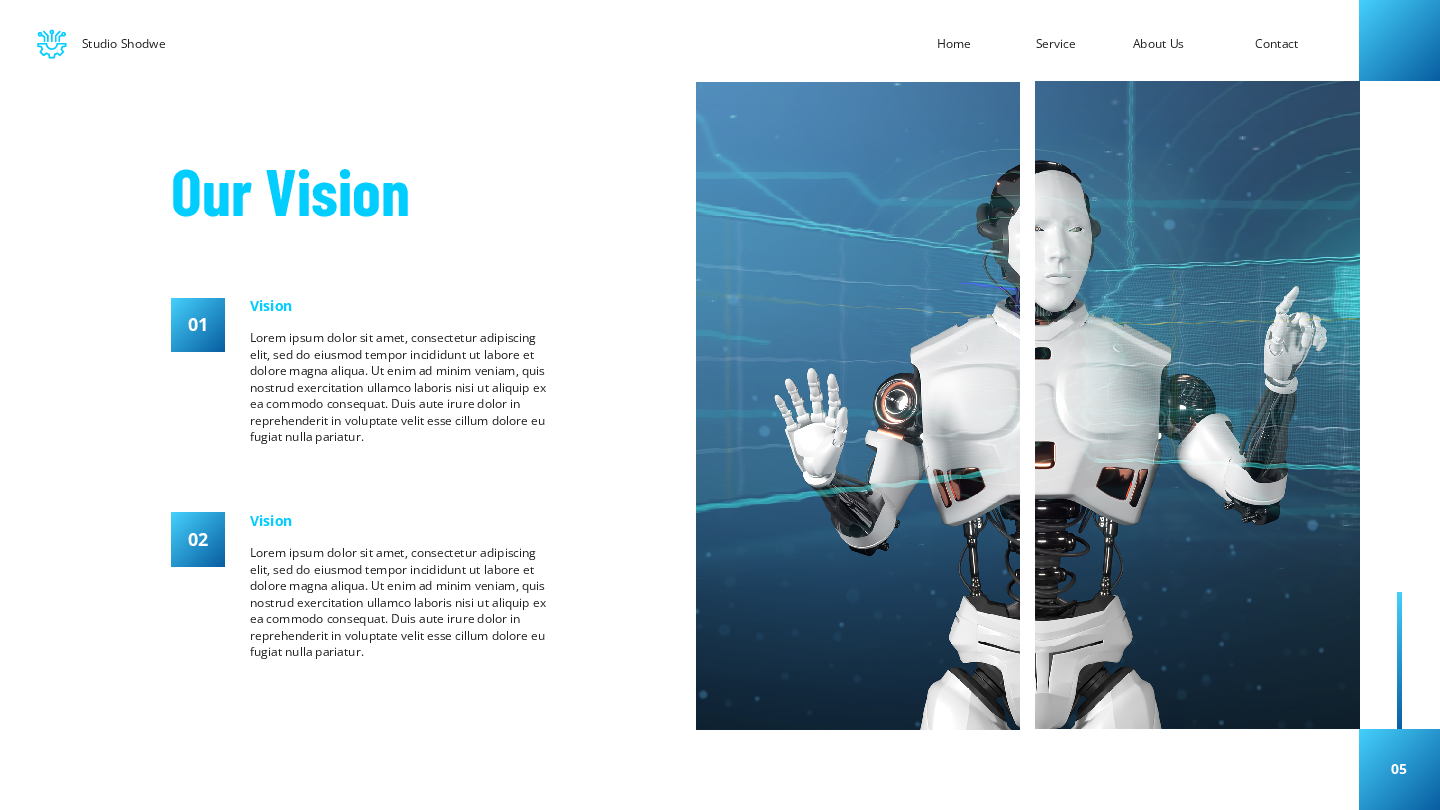 Studio Shodwe
Home
Service
About Us
Contact
Our Vision
01
Vision
Lorem ipsum dolor sit amet, consectetur adipiscing
elit, sed do eiusmod tempor incididunt ut labore et
dolore magna aliqua. Ut enim ad minim veniam, quis
nostrud exercitation ullamco laboris nisi ut aliquip ex
ea commodo consequat. Duis aute irure dolor in
reprehenderit in voluptate velit esse cillum dolore eu
fugiat nulla pariatur.
02
Vision
Lorem ipsum dolor sit amet, consectetur adipiscing
elit, sed do eiusmod tempor incididunt ut labore et
dolore magna aliqua. Ut enim ad minim veniam, quis
nostrud exercitation ullamco laboris nisi ut aliquip ex
ea commodo consequat. Duis aute irure dolor in
reprehenderit in voluptate velit esse cillum dolore eu
fugiat nulla pariatur.
05